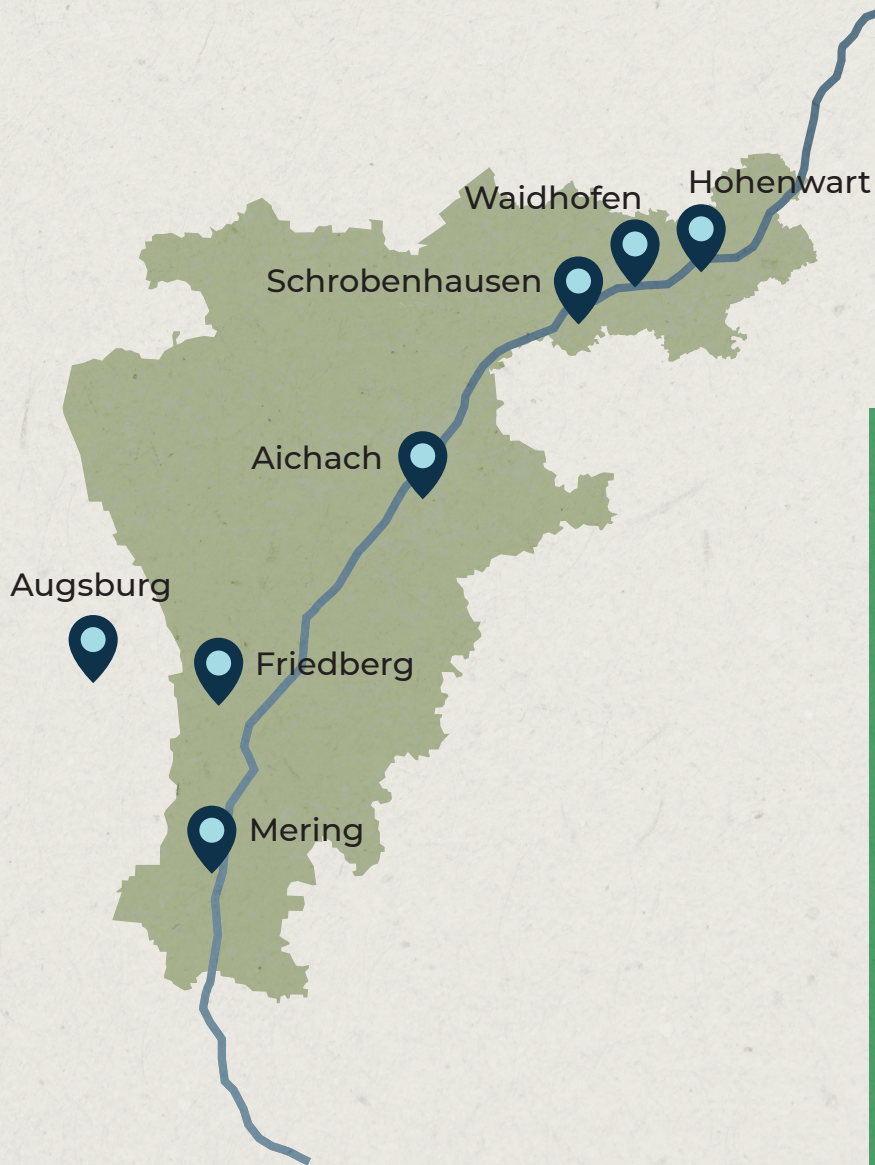 Hohenwart
Waidhofen
Schrobenhausen
Aichach
Augsburg
Friedberg
Mering